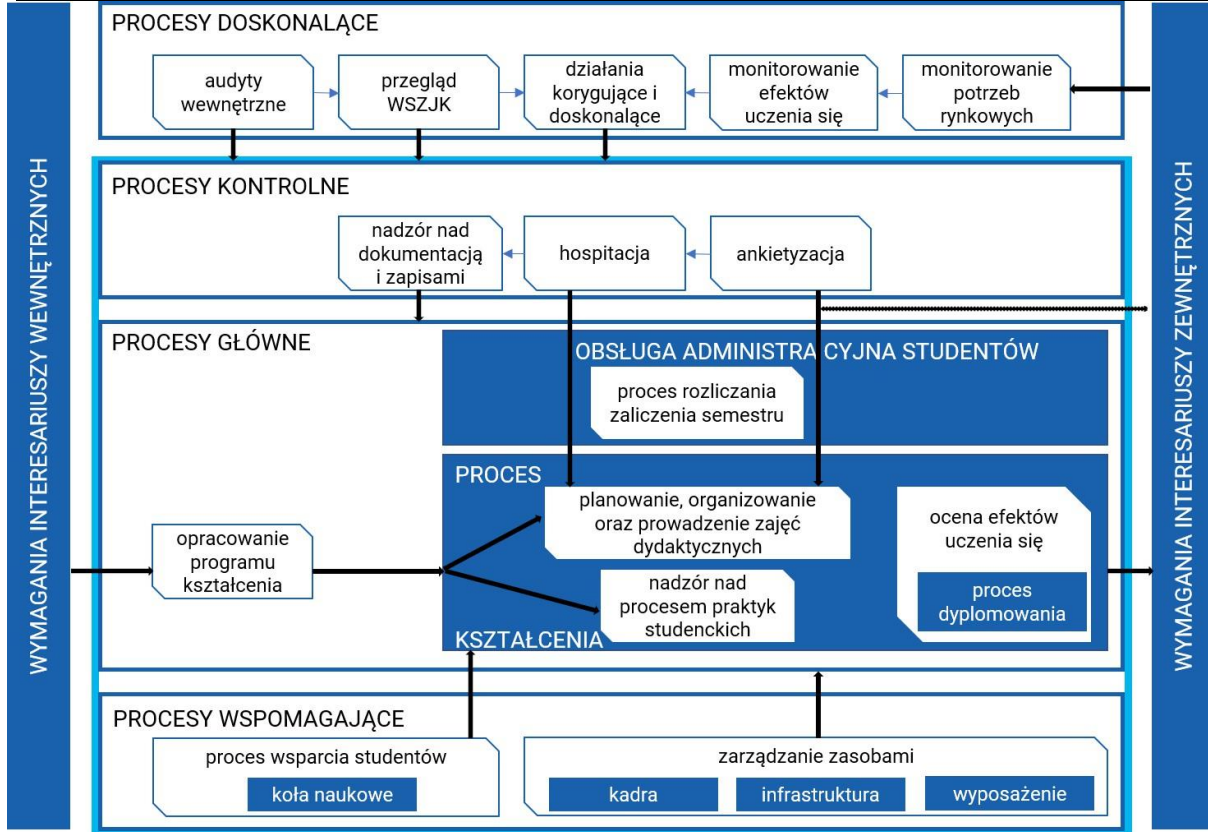 WYMAGANIA INTERESARIUSZY WEWNĘTRZNYCH
PROCESY DOSKONALĄCE
audyty
wewnętrzne
przegląd
WSZJK
działania
korygujące i
doskonalące
monitorowanie
efektów
uczenia się
monitorowanie
potrzeb
rynkowych
PROCESY KONTROLNE
nadzór nad
dokumentacją
i zapisami
hospitacja
ankietyzacja
PROCESY GŁÓWNE
OBSŁUGA ADMINISTRACYJNA STUDENTÓW
proces rozliczania
zaliczenia semestru
opracowanie
programu
kształcenia
PROCES
planowanie, organizowanie
oraz prowadzenie zajęć
dydaktycznych
nadzór nad
procesem praktyk
studenckich
KSZTAŁCENIA
ocena efektów
uczenia się
proces
dyplomowania
PROCESY WSPOMAGAJĄCE
proces wsparcia studentów
koła naukowe
zarządzanie zasobami
kadra
infrastruktura
wyposażenie
WYMAGANIA INTERESARIUSZY ZEWNĘTRZNYCH